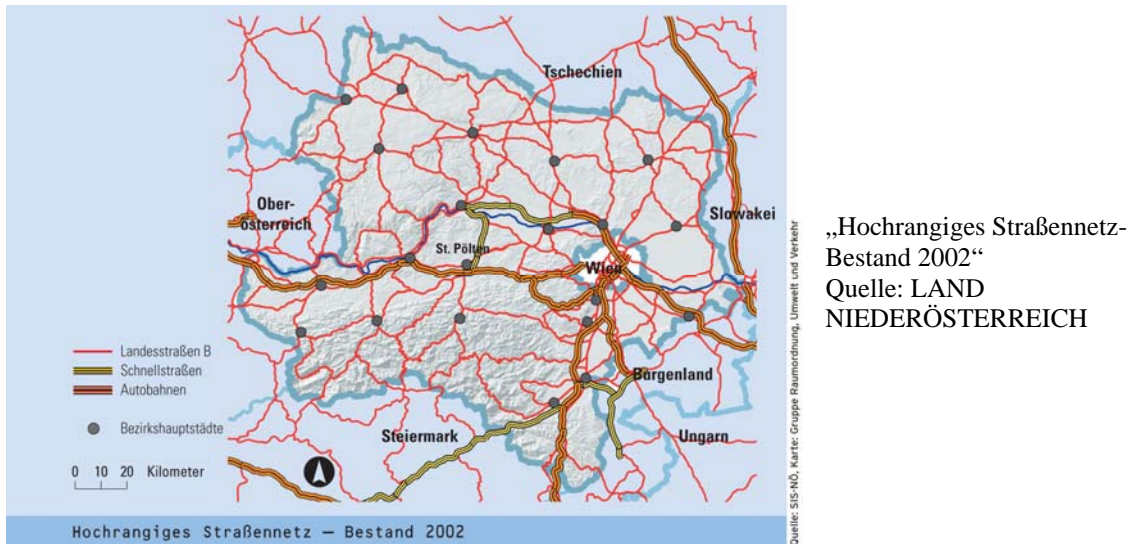 Tschechien
Ober-
österreich
Slowakei
St. Pölten
Wien
Landesstraßen B
Schnellstraßen
Autobahnen
Bezirkshauptstädte
Burgenland
Steiermark
Ungarn
0 10 20 Kilometer
Hochrangiges Straßennetz — Bestand 2002
Quelle: SIS-NÖ, Karte: Gruppe Raumordnung, Umwelt und Verkehr
„Hochrangiges Straßennetz-
Bestand 2002“
Quelle: LAND
NIEDERÖSTERREICH